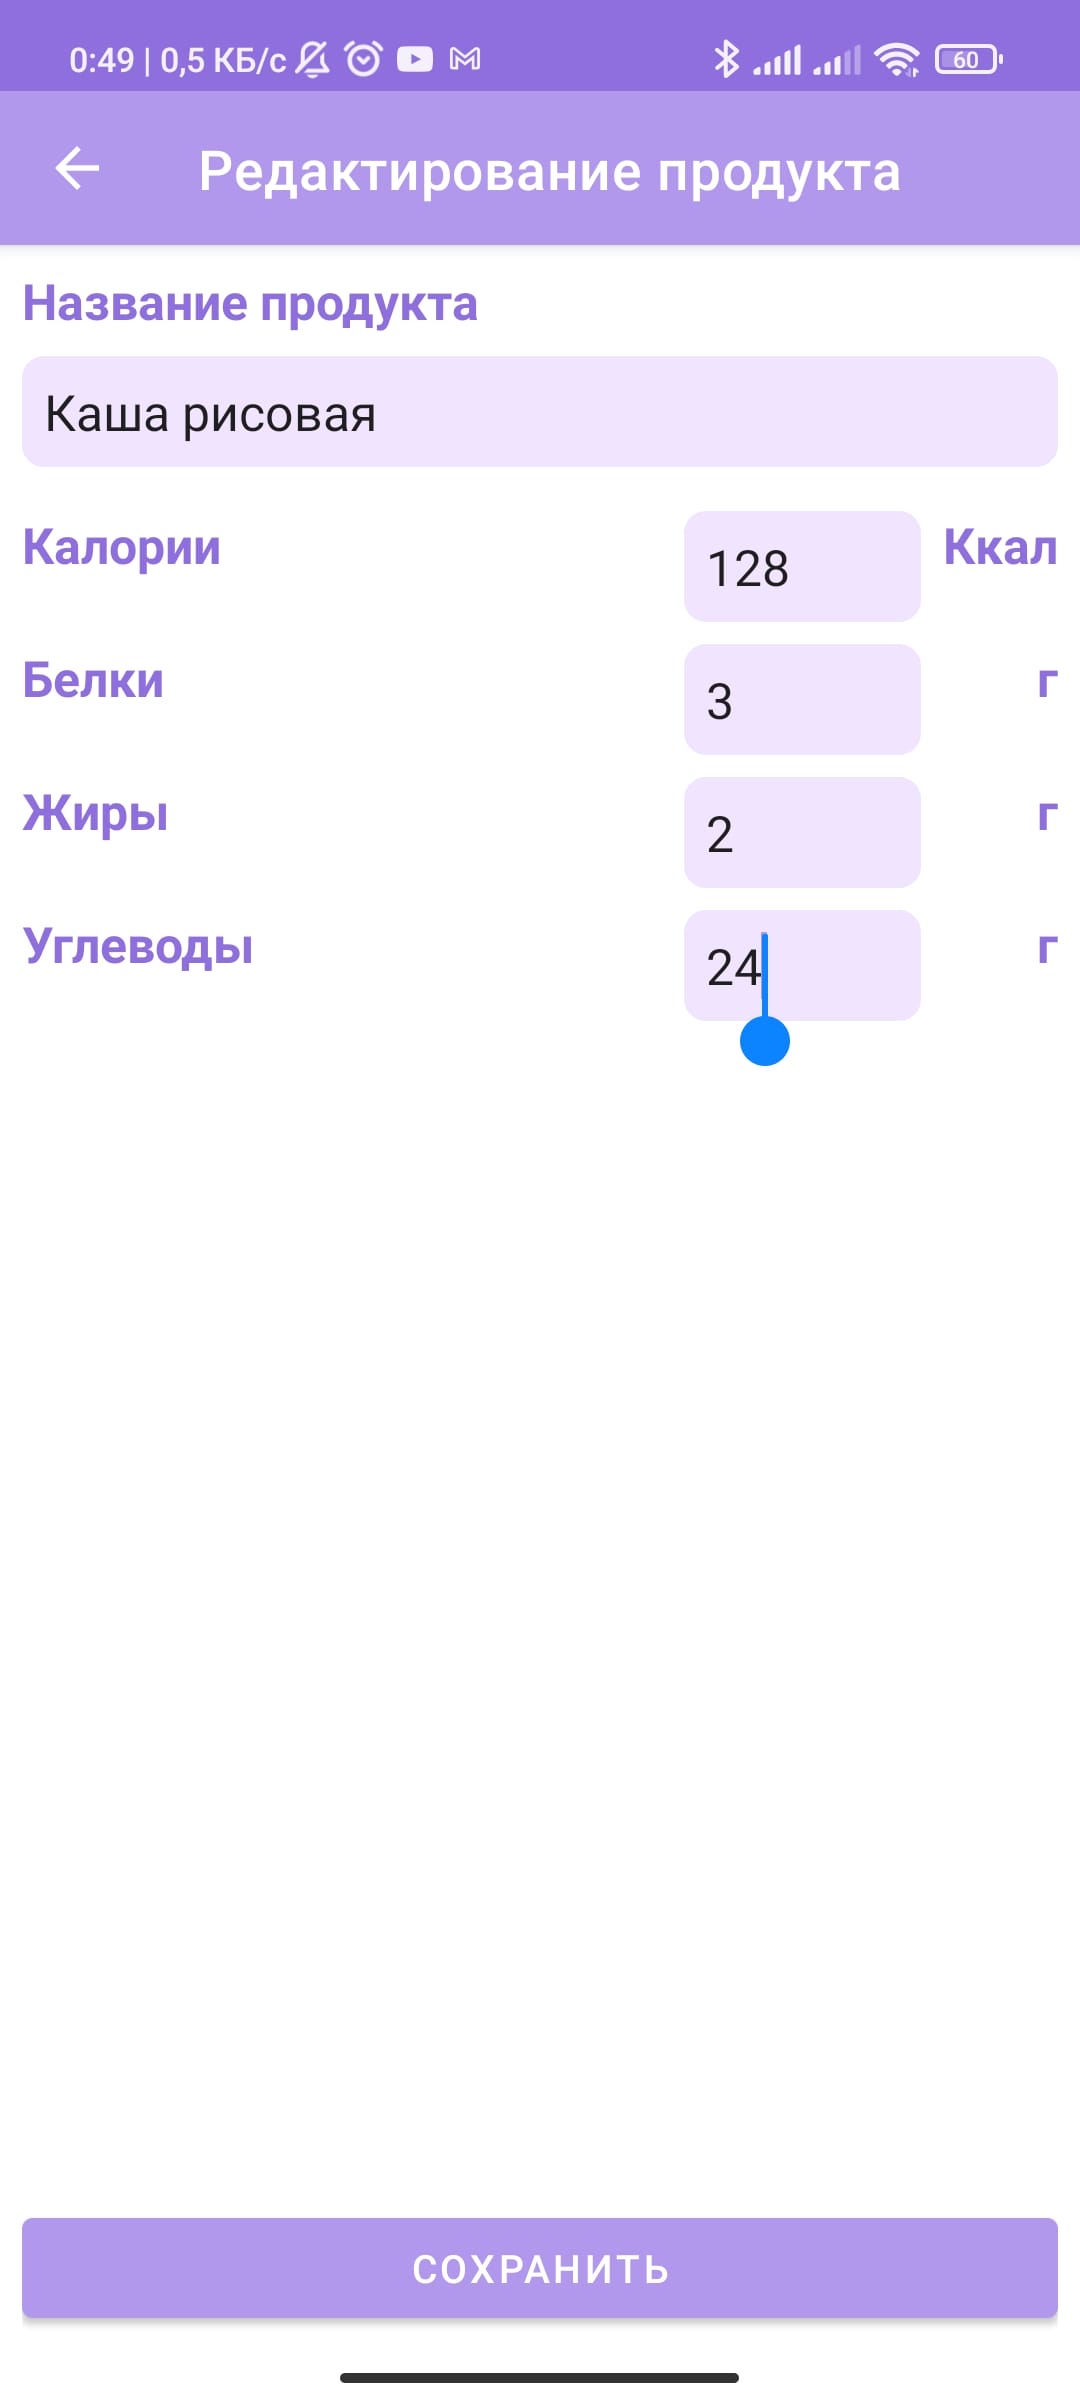 0:49 | 0,5 КБ/с 60
Редактирование продукта
Название продукта
Каша рисовая
Калории 128 Ккал
Белки 3 г
Жиры 2 г
Углеводы 24 г
СОХРАНИТЬ